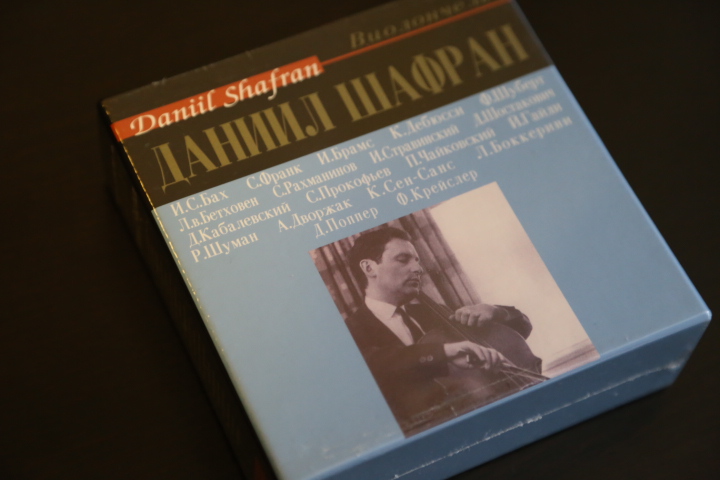 Виолончель
Daniil Shafran
ДАНИИЛ ШАФРАН
И.С.Бах С.Франк И.Брамс К.Дебюсси Ф.Шуберт
Л.в.Бетховен С.Рахманинов И.Стравинский Д.Шостакович
Д.Кабалевский С.Прокофьев П.Чайковский Й.Гайдн
Р.Шуман А.Дворжак К.Сен-Санс Л.Боккерини
Д.Поппер Ф.Крейслер